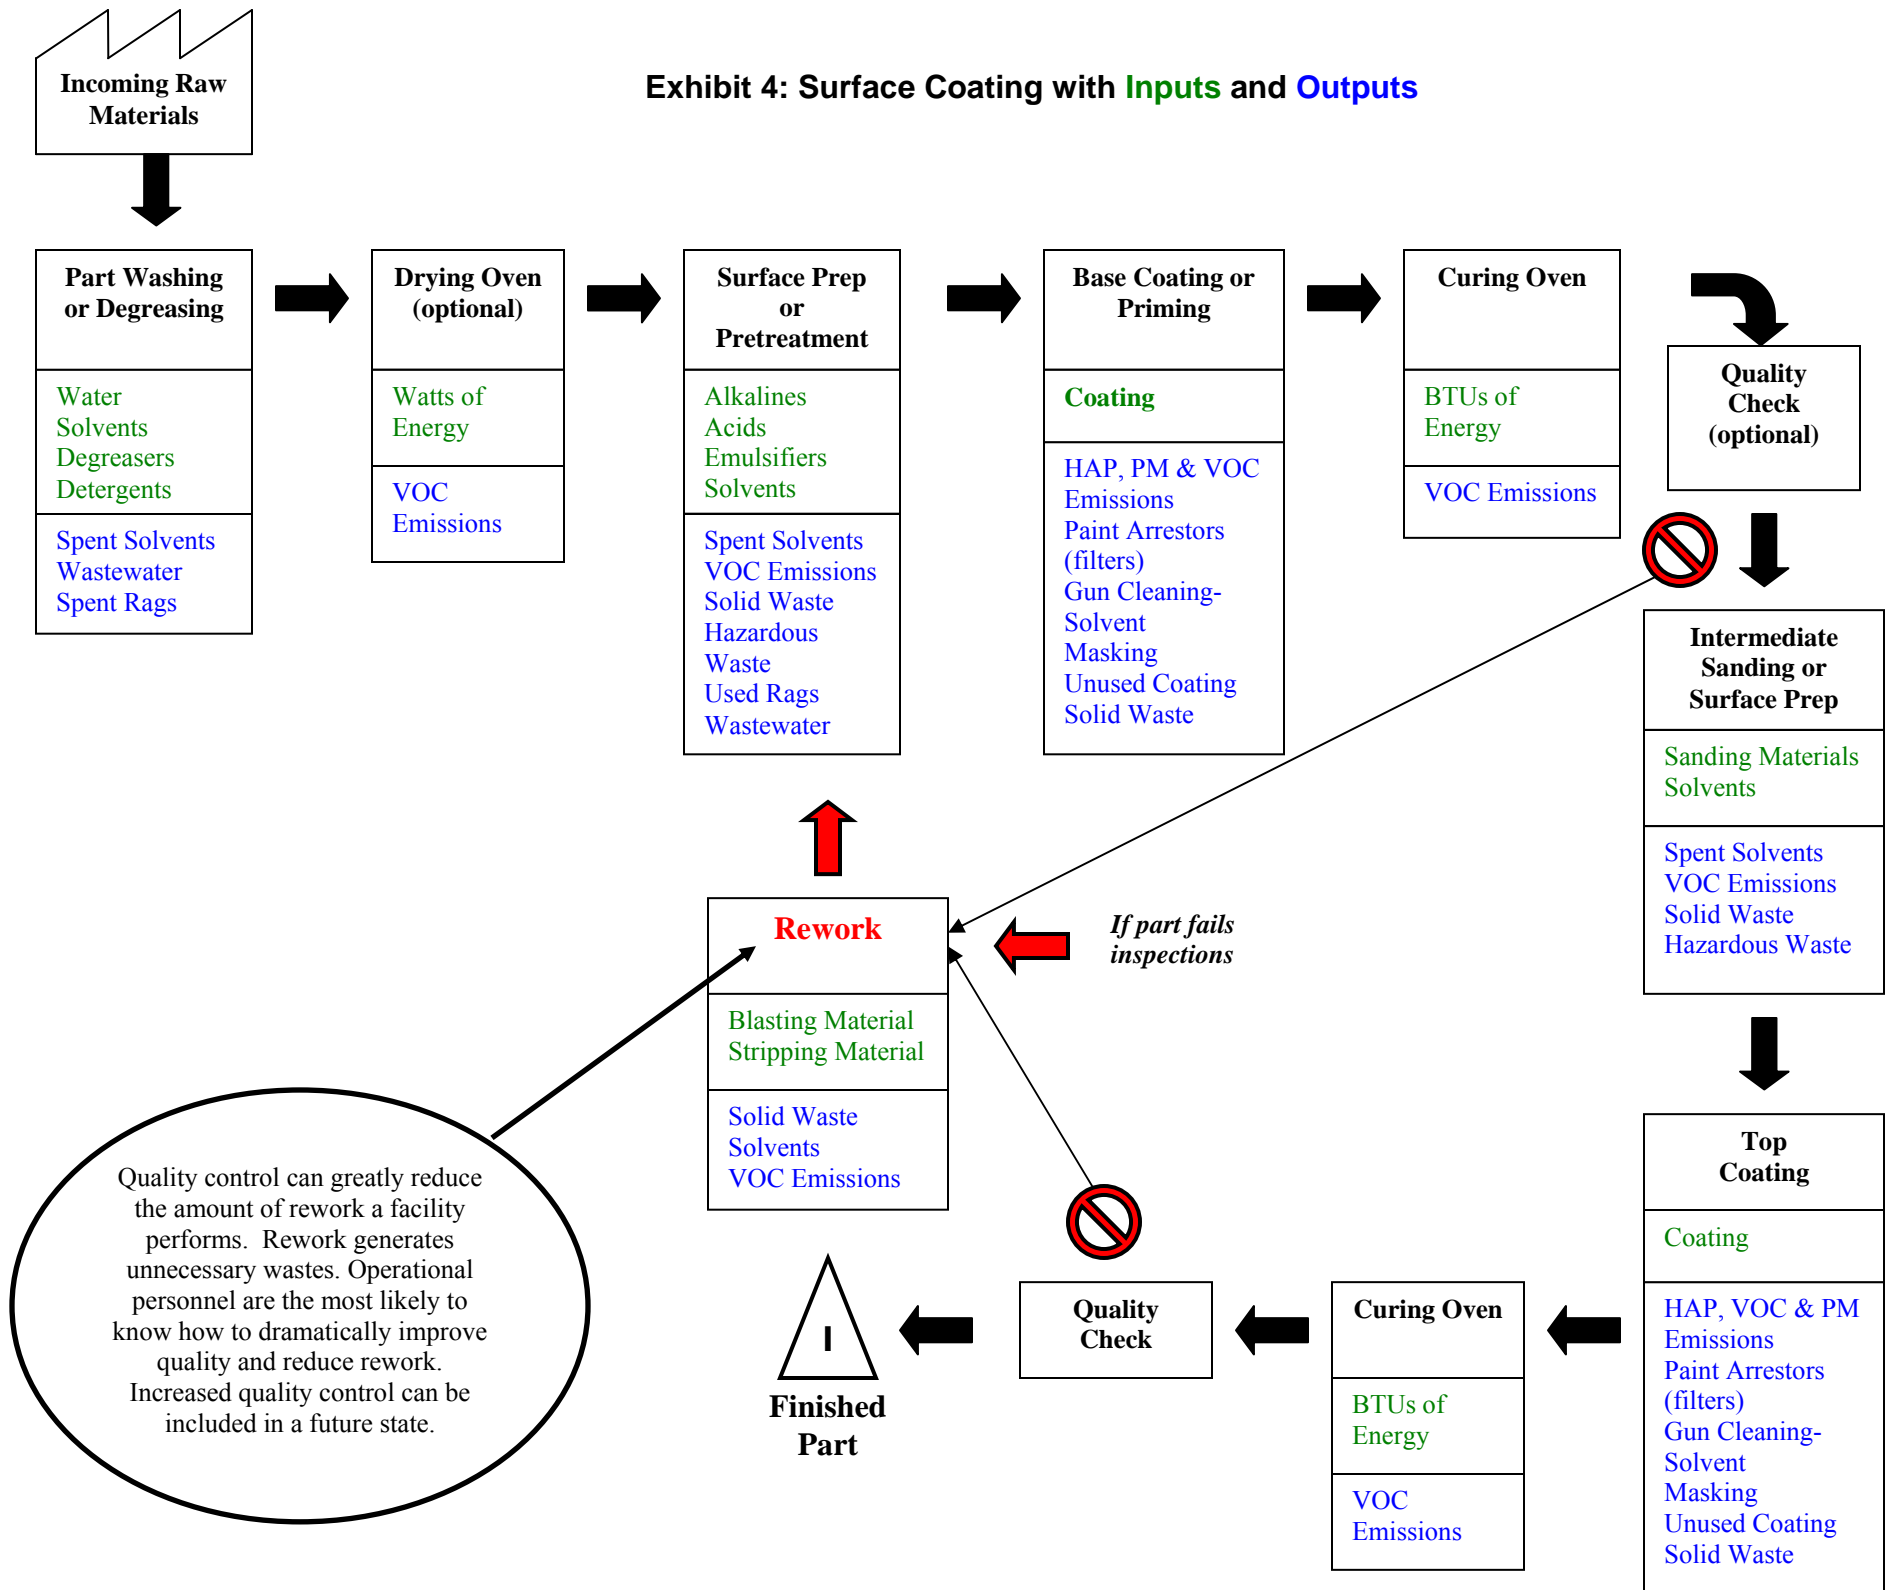 Incoming Raw
Materials
Exhibit 4: Surface Coating with Inputs and Outputs
Part Washing
or Degreasing
Water
Solvents
Degreasers
Detergents
Spent Solvents
Wastewater
Spent Rags
Drying Oven
(optional)
Watts of
Energy
VOC
Emissions
Surface Prep
or
Pretreatment
Alkalines
Acids
Emulsifiers
Solvents
Spent Solvents
VOC Emissions
Solid Waste
Hazardous
Waste
Used Rags
Wastewater
Base Coating or
Priming
Coating
HAP, PM & VOC
Emissions
Paint Arrestors
(filters)
Gun Cleaning-
Solvent
Masking
Unused Coating
Solid Waste
Curing Oven
BTUs of
Energy
VOC Emissions
Quality
Check
(optional)
Intermediate
Sanding or
Surface Prep
Sanding Materials
Solvents
Spent Solvents
VOC Emissions
Solid Waste
Hazardous Waste
Top
Coating
Coating
HAP, VOC & PM
Emissions
Paint Arrestors
(filters)
Gun Cleaning-
Solvent
Masking
Unused Coating
Solid Waste
Curing Oven
BTUs of
Energy
VOC
Emissions
Quality
Check
I
Finished
Part
If part fails
inspections
Rework
Blasting Material
Stripping Material
Solid Waste
Solvents
VOC Emissions
Quality control can greatly reduce
the amount of rework a facility
performs.  Rework generates
unnecessary wastes. Operational
personnel are the most likely to
know how to dramatically improve
quality and reduce rework.
Increased quality control can be
included in a future state.